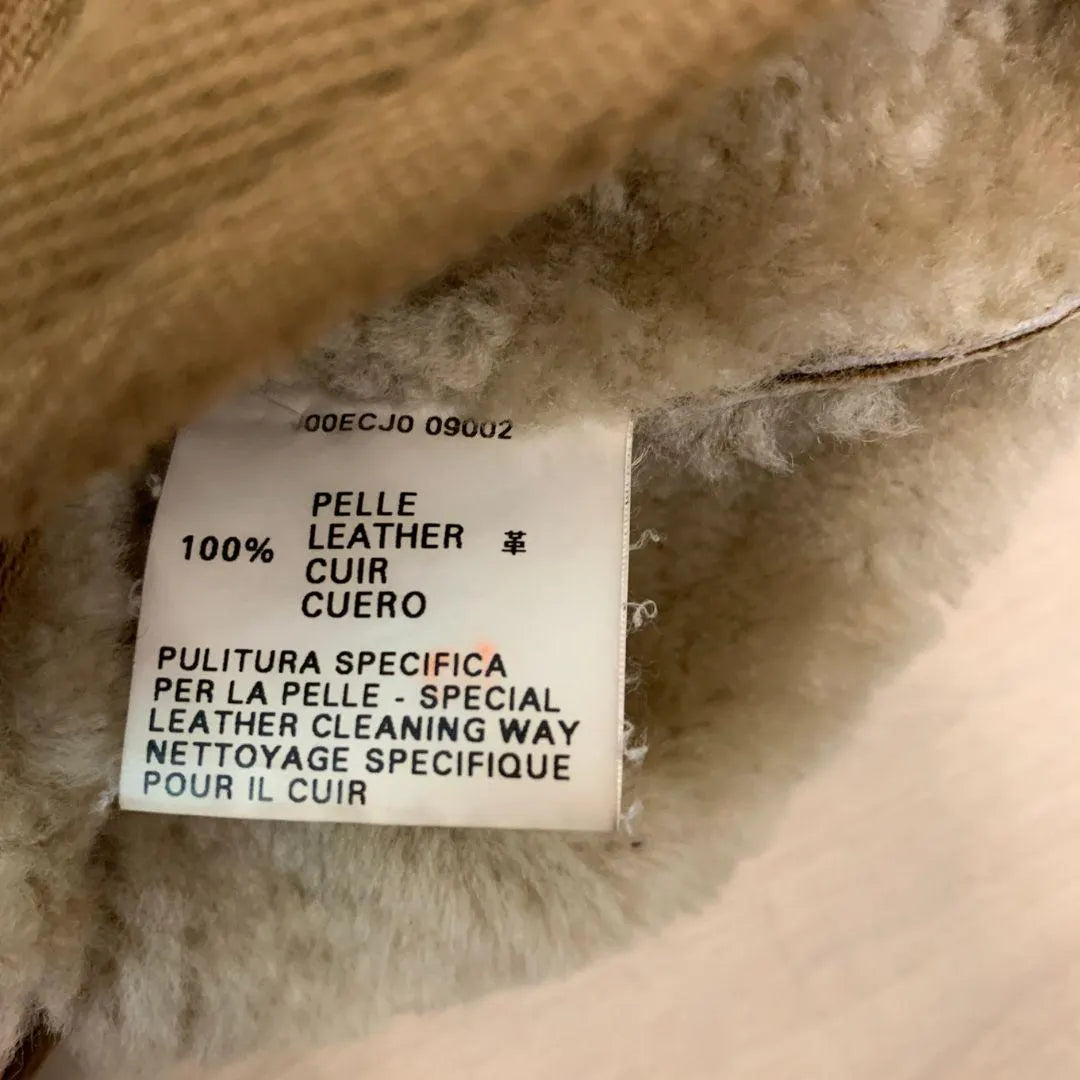 00ECJ0 09002
PELLE
100% LEATHER 革
CUIR
CUERO
PULITURA SPECIFICA
PER LA PELLE - SPECIAL
LEATHER CLEANING WAY
NETTOYAGE SPECIFIQUE
POUR IL CUIR